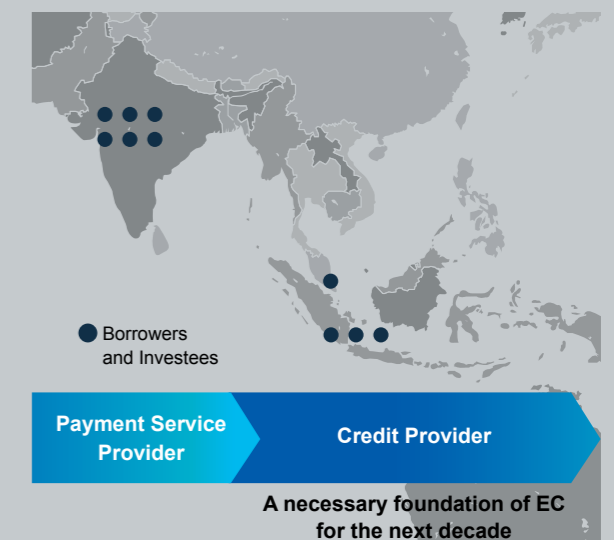 Borrowers
and Investees
Payment Service
Provider
Credit Provider
A necessary foundation of EC
for the next decade